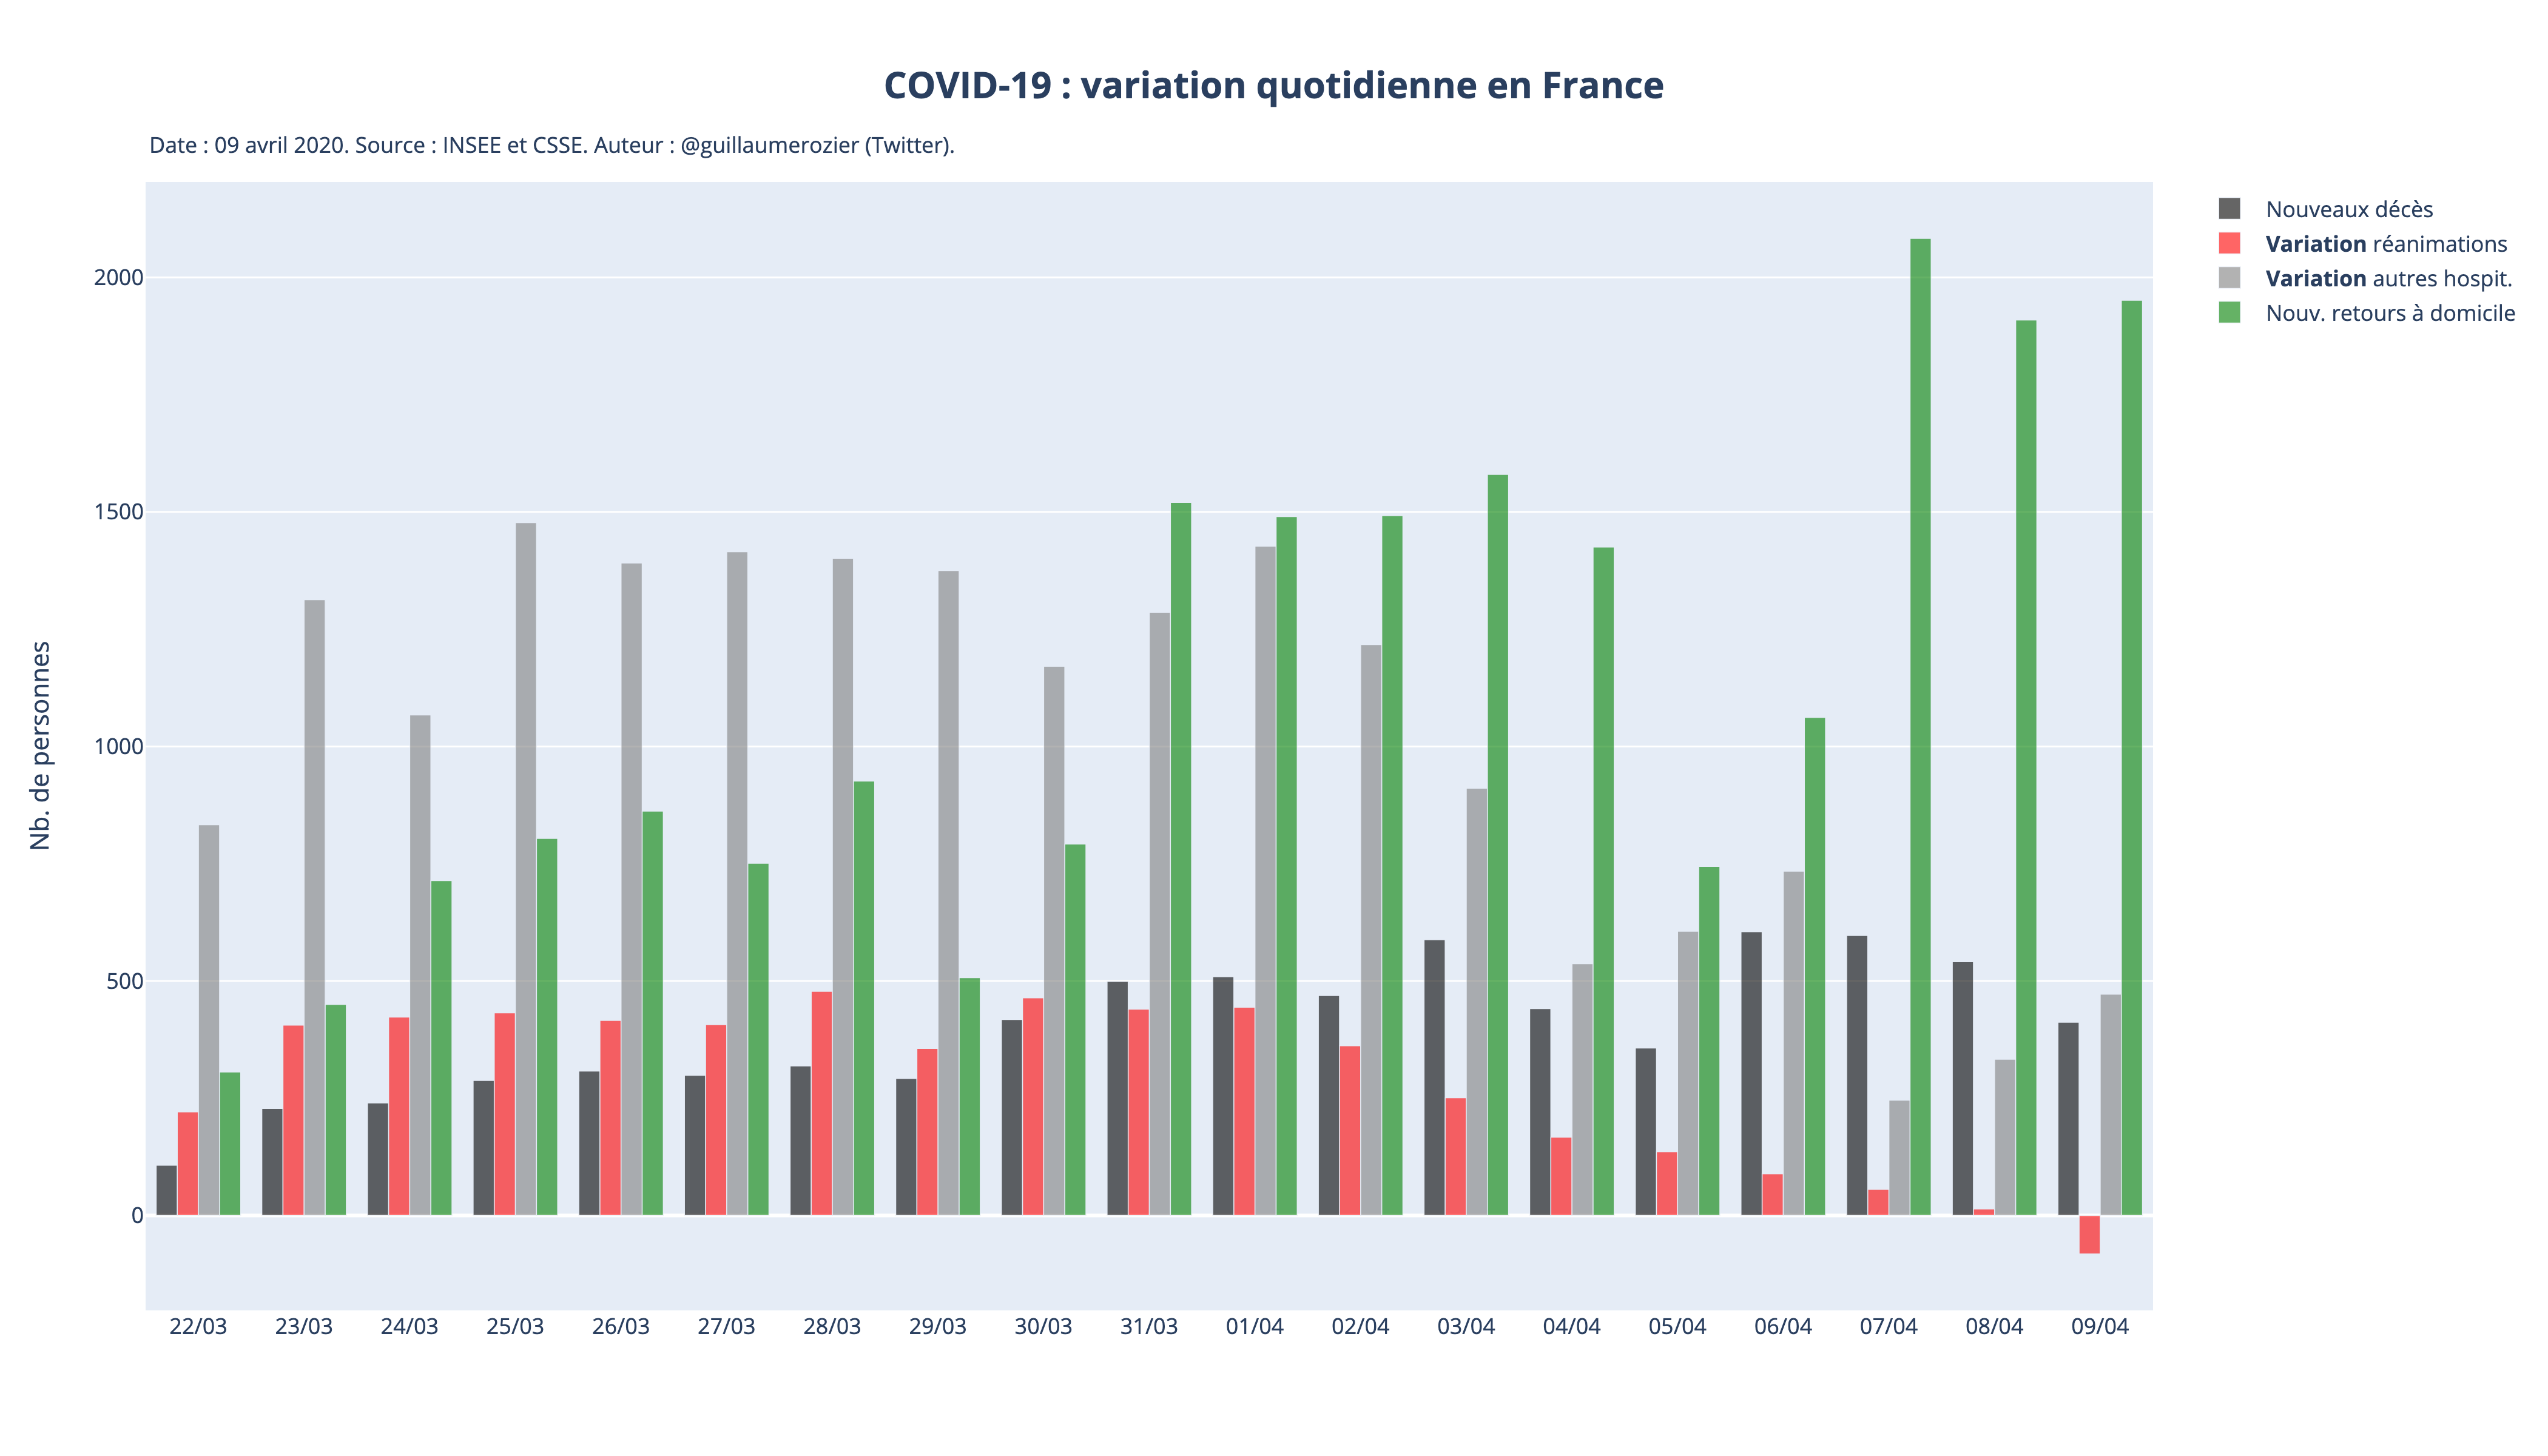 COVID-19 : variation quotidienne en France
Date : 09 avril 2020. Source : INSEE et CSSE. Auteur : @guillaumerozier (Twitter).
Nouveaux décès
Variation réanimations
Variation autres hospit.
Nouv. retours à domicile
Nb. de personnes
2000
1500
1000
500
0
22/03 23/03 24/03 25/03 26/03 27/03 28/03 29/03 30/03 31/03 01/04 02/04 03/04 04/04 05/04 06/04 07/04 08/04 09/04